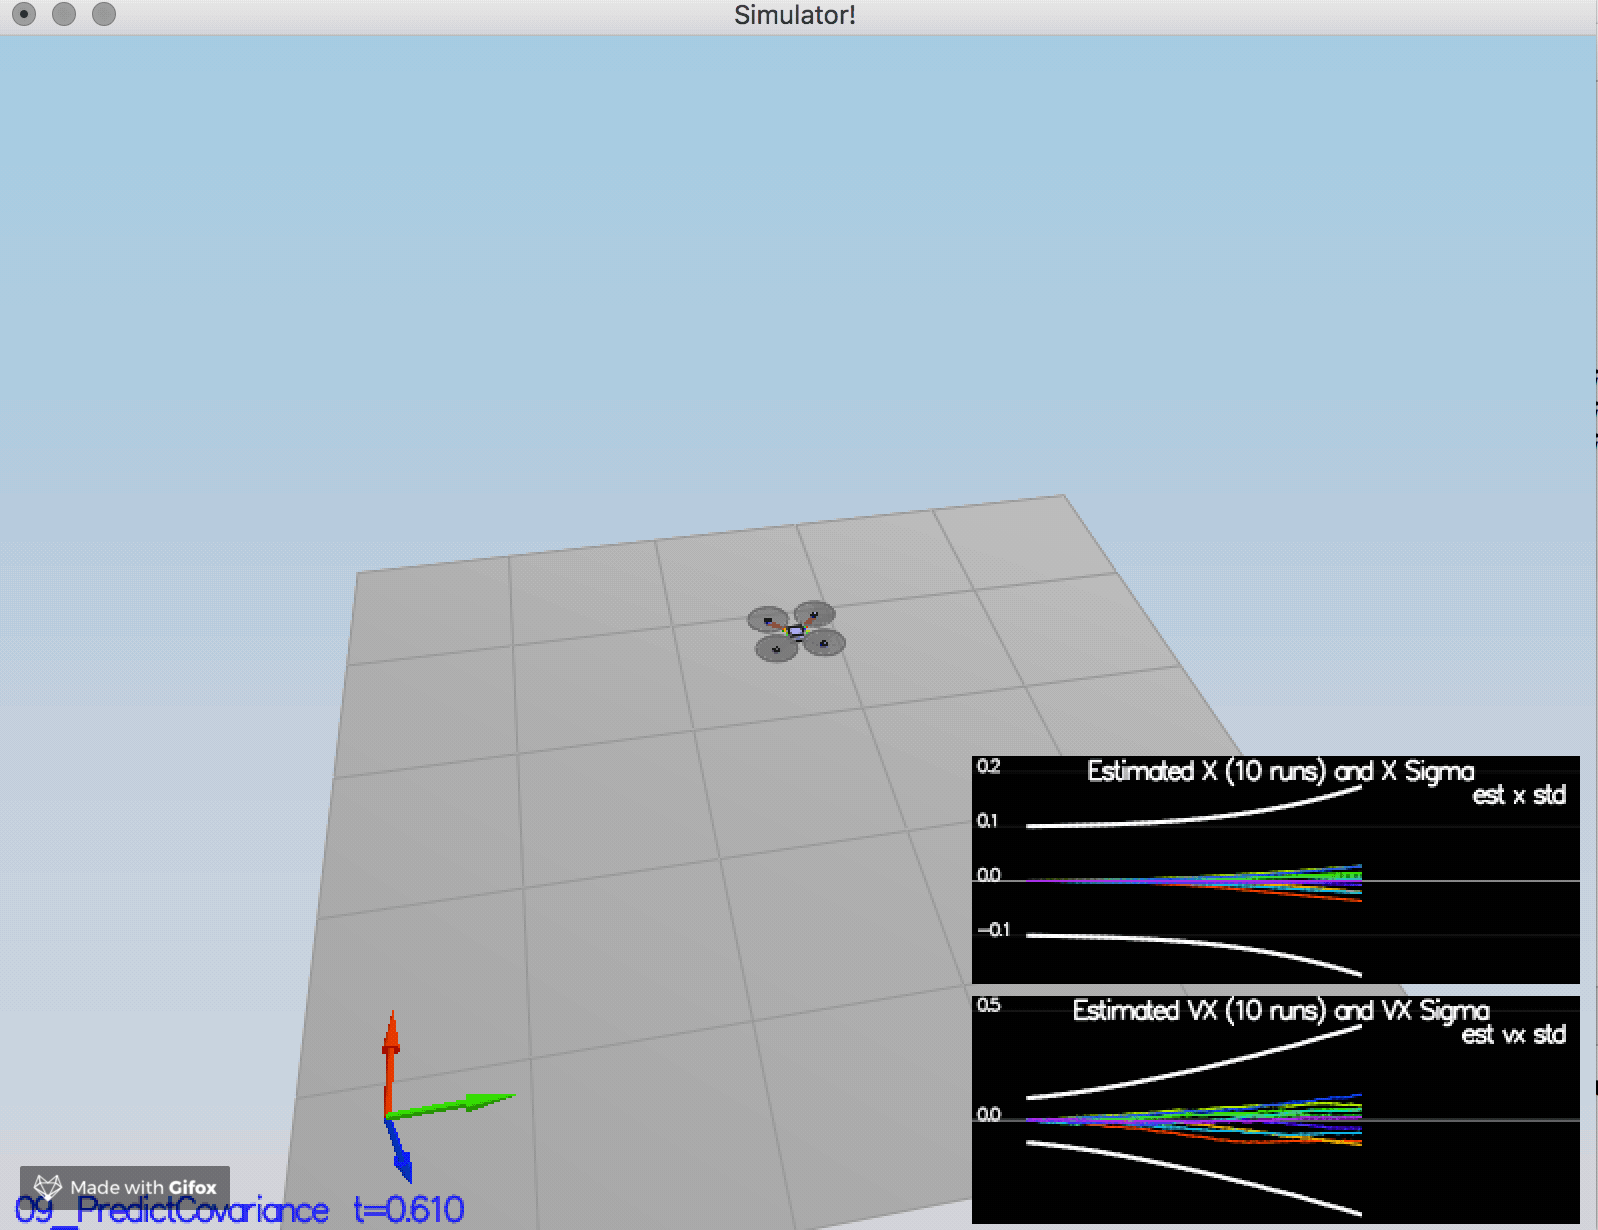 Simulator!
0.2
Estimated X (10 runs) and X Sigma
est x std
0.1
0.0
-0.1
0.5
Estimated VX (10 runs) and VX Sigma
est vx std
0.0
Made with Gifox
09_PredictCovariance t=0.610